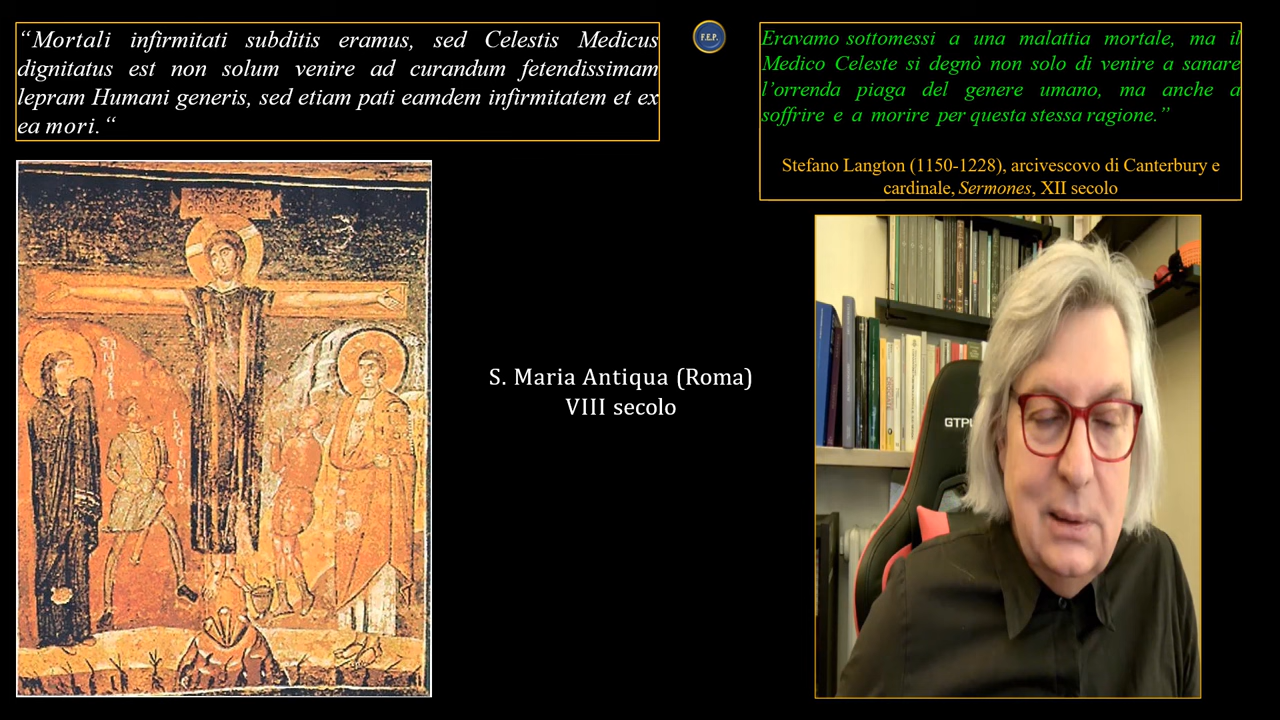 “Mortali infirmitati subditis eramus, sed Celestis Medicus
dignitatus est non solum venire ad curandum fetendissimam
lepram Humani generis, sed etiam pati eamdem infirmitatem et ex
ea mori.“
F.E.P.
Eravamo sottomessi a una malattia mortale, ma il
Medico Celeste si degnò non solo di venire a sanare
l’orrenda piaga del genere umano, ma anche a
soffrire e a morire per questa stessa ragione.”
Stefano Langton (1150-1228), arcivescovo di Canterbury e
cardinale, Sermones, XII secolo
S. Maria Antiqua (Roma)
VIII secolo